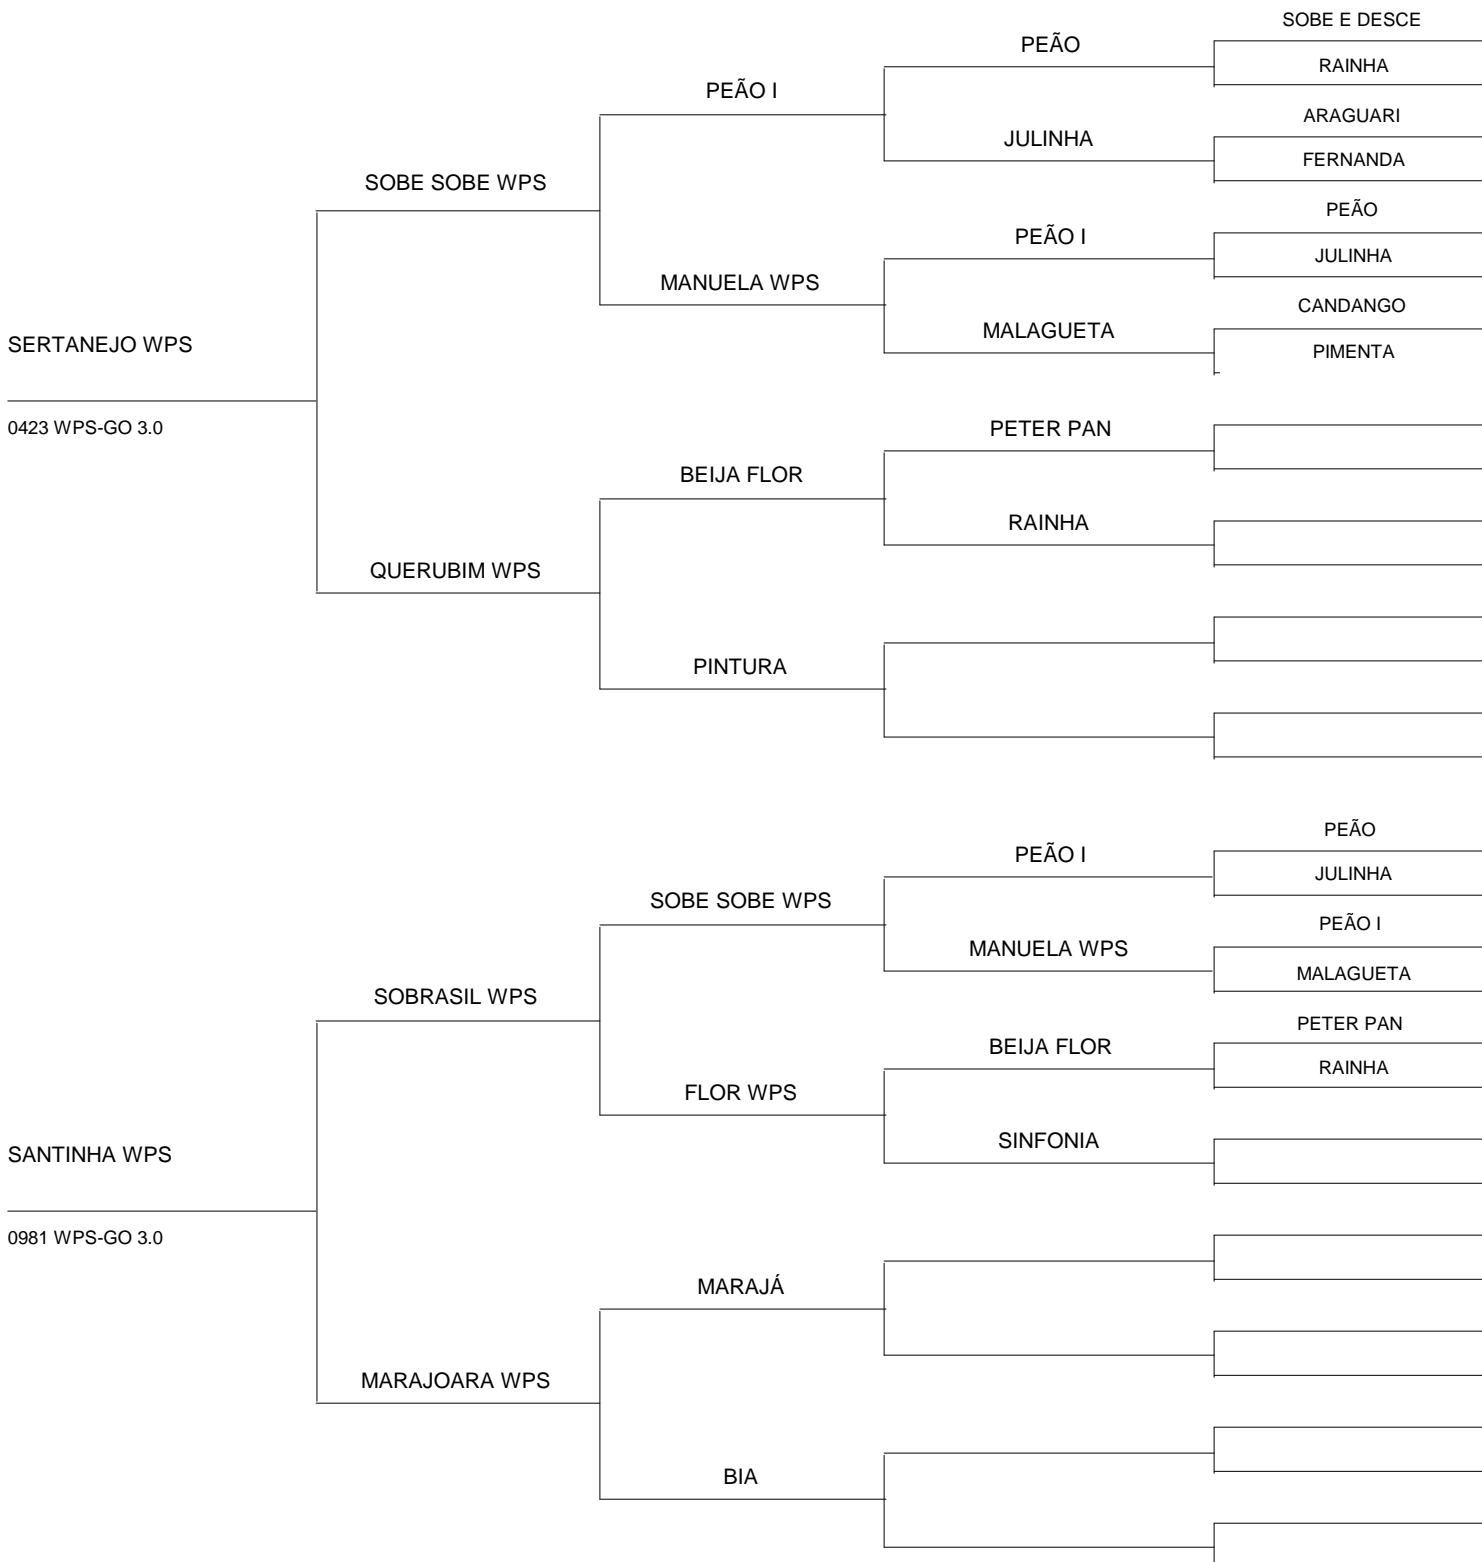 SOBE E DESCE
PEÃO
RAINHA
PEÃO I
ARAGUARI
JULINHA
FERNANDA
SOBE SOBE WPS
PEÃO
PEÃO I
JULINHA
MANUELA WPS
CANDANGO
MALAGUETA
PIMENTA
SERTANEJO WPS
0423 WPS-GO 3.0
PETER PAN
BEIJA FLOR
RAINHA
QUERUBIM WPS
PINTURA
PEÃO
PEÃO I
JULINHA
SOBE SOBE WPS
PEÃO I
MANUELA WPS
MALAGUETA
SOBRASIL WPS
PETER PAN
BEIJA FLOR
RAINHA
FLOR WPS
SINFONIA
SANTINHA WPS
0981 WPS-GO 3.0
MARAJÁ
MARAJOARA WPS
BIA